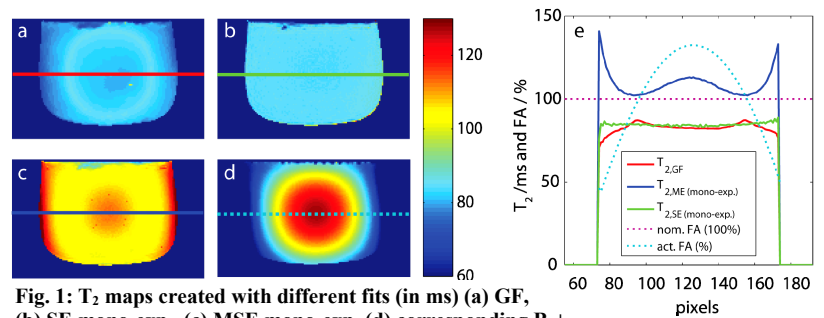 a
b
c
d
120
100
80
60
e
T2 /ms and FA / %
150
100
50
0
T2,GF
T2,ME (mono-exp.)
T2,SE (mono-exp.)
nom. FA (100%)
act. FA (%)
60 80 100 120 140 160 180
pixels
Fig. 1: T2 maps created with different fits (in ms) (a) GF,